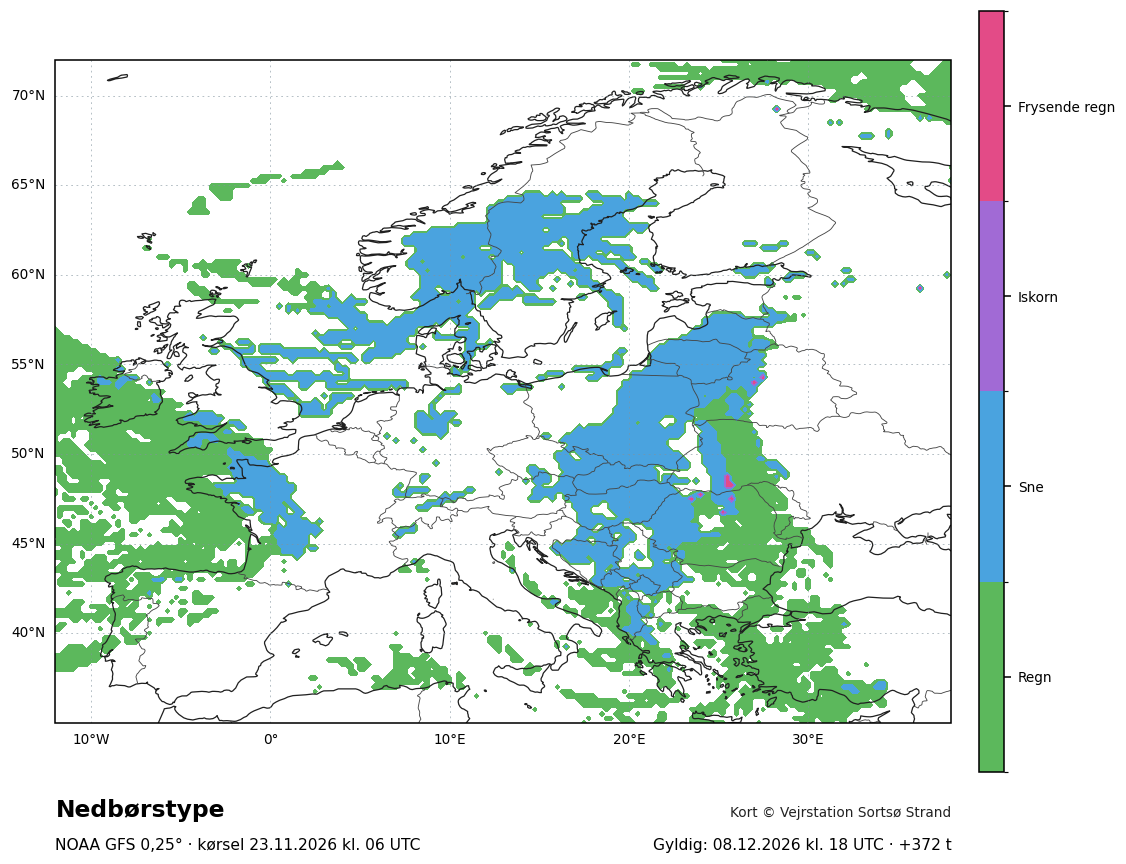 Frysende regn
70°N
65°N
Iskorn
60°N
55°N
Sne
50°N
45°N
40°N
Regn
10°W 0° 10°E 20°E 30°E
Nedbørstype
Kort © Vejrstation Sortsø Strand
NOAA GFS 0,25° · kørsel 23.11.2026 kl. 06 UTC
Gyldig: 08.12.2026 kl. 18 UTC · +372 t